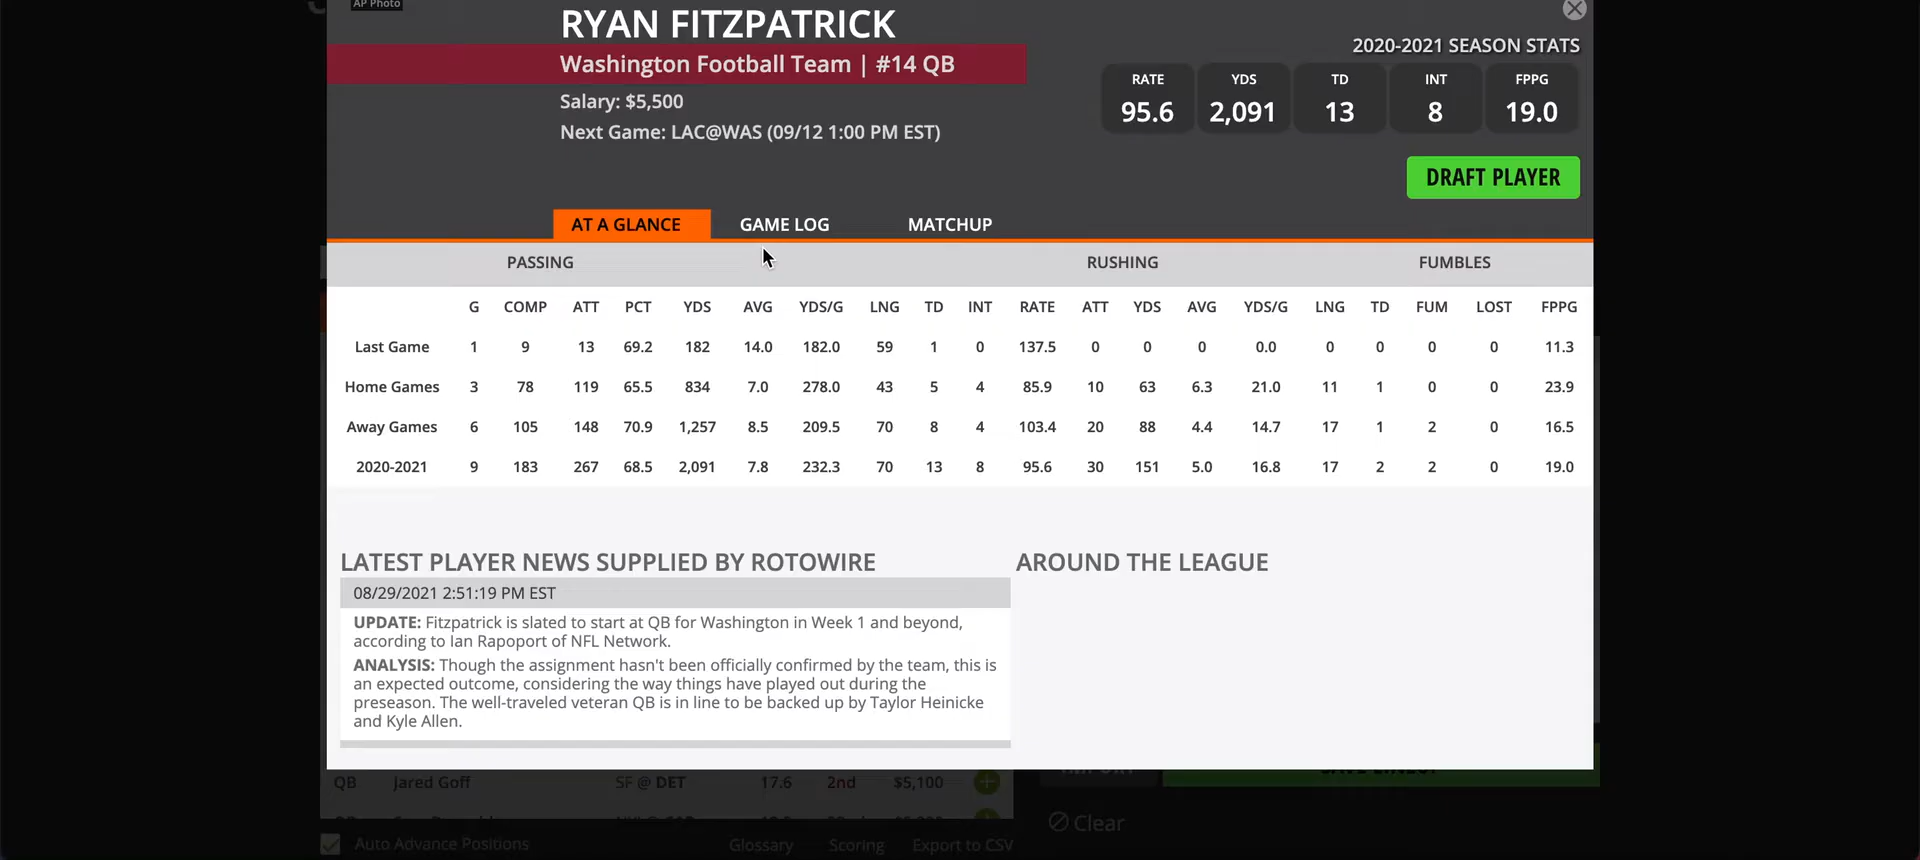 AP Photo
RYAN FITZPATRICK
Washington Football Team | #14 QB
Salary: $5,500
Next Game: LAC@WAS (09/12 1:00 PM EST)
2020-2021 SEASON STATS
RATE YDS TD INT FPPG
95.6 2,091 13 8 19.0
DRAFT PLAYER
AT A GLANCE GAME LOG MATCHUP
PASSING RUSHING FUMBLES
G COMP ATT PCT YDS AVG YDS/G LNG TD INT RATE ATT YDS AVG YDS/G LNG TD FUM LOST FPPG
Last Game 1 9 13 69.2 182 14.0 182.0 59 1 0 137.5 0 0 0 0.0 0 0 0 0 11.3
Home Games 3 78 119 65.5 834 7.0 278.0 43 5 4 85.9 10 63 6.3 21.0 11 1 0 0 23.9
Away Games 6 105 148 70.9 1,257 8.5 209.5 70 8 4 103.4 20 88 4.4 14.7 17 1 2 0 16.5
2020-2021 9 183 267 68.5 2,091 7.8 232.3 70 13 8 95.6 30 151 5.0 16.8 17 2 2 0 19.0
LATEST PLAYER NEWS SUPPLIED BY ROTOWIRE
08/29/2021 2:51:19 PM EST
UPDATE: Fitzpatrick is slated to start at QB for Washington in Week 1 and beyond,
according to Ian Rapoport of NFL Network.
ANALYSIS: Though the assignment hasn't been officially confirmed by the team, this is
an expected outcome, considering the way things have played out during the
preseason. The well-traveled veteran QB is in line to be backed up by Taylor Heinicke
and Kyle Allen.
AROUND THE LEAGUE
QB Jared Goff SF @ DET 17.6 2nd $5,100
Clear
Auto Advance Positions Glossary Scoring Export to CSV